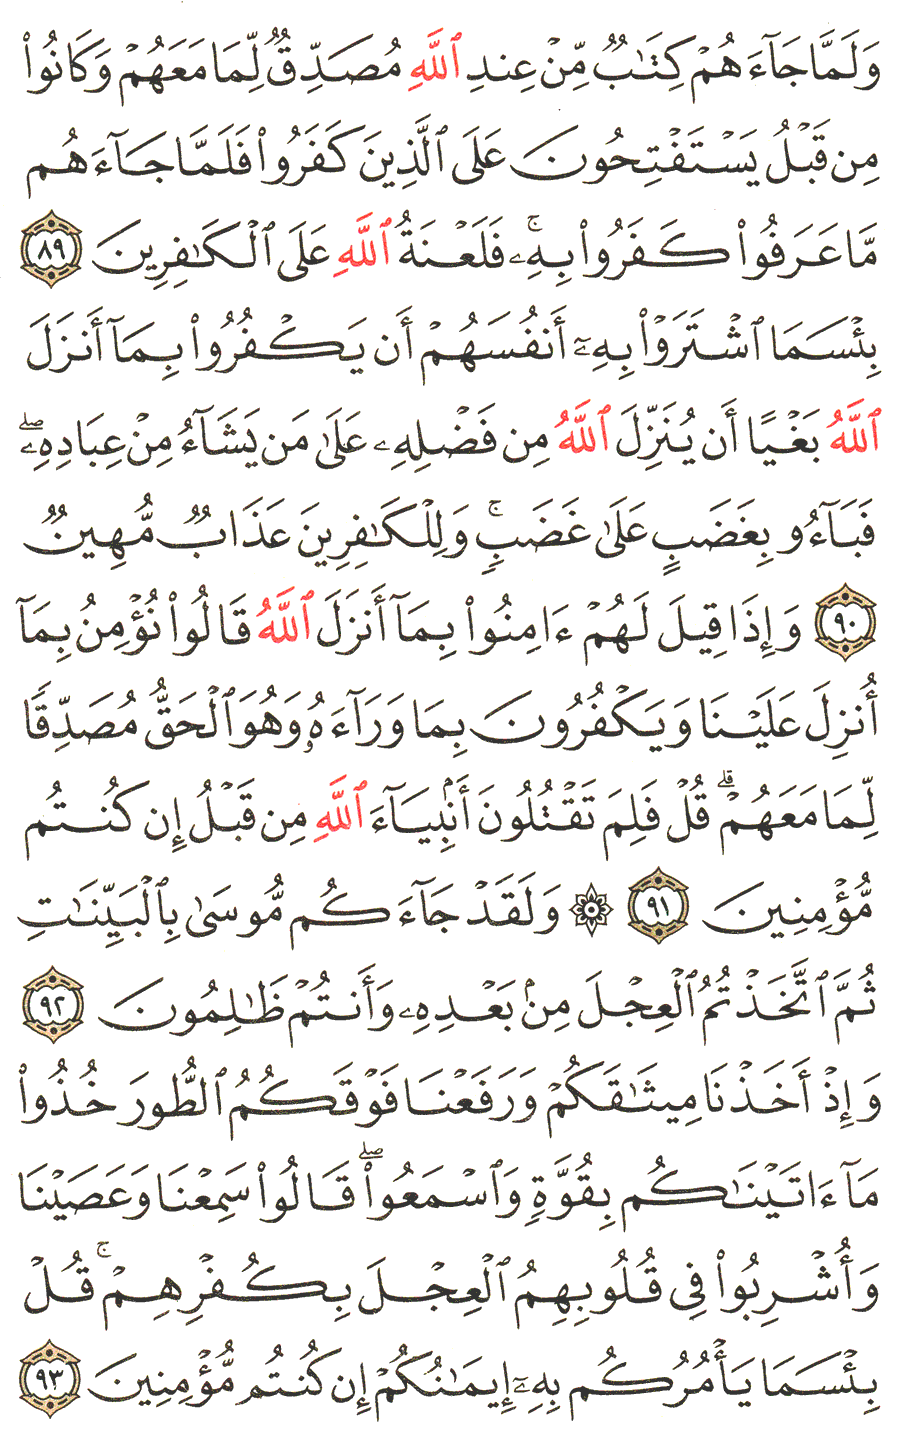 وَلَمَّا جَآءَهُمْ كِتَٰبٌ مِّنْ عِندِ ٱللَّهِ مُصَدِّقٌ لِّمَا مَعَهُمْ وَكَانُوا۟
مِن قَبْلُ يَسْتَفْتِحُونَ عَلَى ٱلَّذِينَ كَفَرُوا۟ فَلَمَّا جَآءَهُم
مَّا عَرَفُوا۟ كَفَرُوا۟ بِهِۦ ۚ فَلَعْنَةُ ٱللَّهِ عَلَى ٱلْكَٰفِرِينَ ٨٩
بِئْسَمَا ٱشْتَرَوْا۟ بِهِۦٓ أَنفُسَهُمْ أَن يَكْفُرُوا۟ بِمَآ أَنزَلَ
ٱللَّهُ بَغْيًا أَن يُنَزِّلَ ٱللَّهُ مِن فَضْلِهِۦ عَلَىٰ مَن يَشَآءُ مِنْ عِبَادِهِۦ ۖ
فَبَآءُو بِغَضَبٍ عَلَىٰ غَضَبٍ ۚ وَلِلْكَٰفِرِينَ عَذَابٌ مُّهِينٌ
٩٠ وَإِذَا قِيلَ لَهُمْ ءَامِنُوا۟ بِمَآ أَنزَلَ ٱللَّهُ قَالُوا۟ نُؤْمِنُ بِمَآ
أُنزِلَ عَلَيْنَا وَيَكْفُرُونَ بِمَا وَرَآءَهُۥ وَهُوَ ٱلْحَقُّ مُصَدِّقًا
لِّمَا مَعَهُمْ ۗ قُلْ فَلِمَ تَقْتُلُونَ أَنۢبِيَآءَ ٱللَّهِ مِن قَبْلُ إِن كُنتُم
مُّؤْمِنِينَ ٩١ ۞ وَلَقَدْ جَآءَكُم مُّوسَىٰ بِٱلْبَيِّنَٰتِ
ثُمَّ ٱتَّخَذْتُمُ ٱلْعِجْلَ مِنۢ بَعْدِهِۦ وَأَنتُمْ ظَٰلِمُونَ ٩٢
وَإِذْ أَخَذْنَا مِيثَٰقَكُمْ وَرَفَعْنَا فَوْقَكُمُ ٱلطُّورَ خُذُوا۟
مَآ ءَاتَيْنَٰكُم بِقُوَّةٍ وَٱسْمَعُوا۟ ۖ قَالُوا۟ سَمِعْنَا وَعَصَيْنَا
وَأُشْرِبُوا۟ فِى قُلُوبِهِمُ ٱلْعِجْلَ بِكُفْرِهِمْ ۚ قُلْ
بِئْسَمَا يَأْمُرُكُم بِهِۦٓ إِيمَٰنُكُمْ إِن كُنتُم مُّؤْمِنِينَ ٩٣